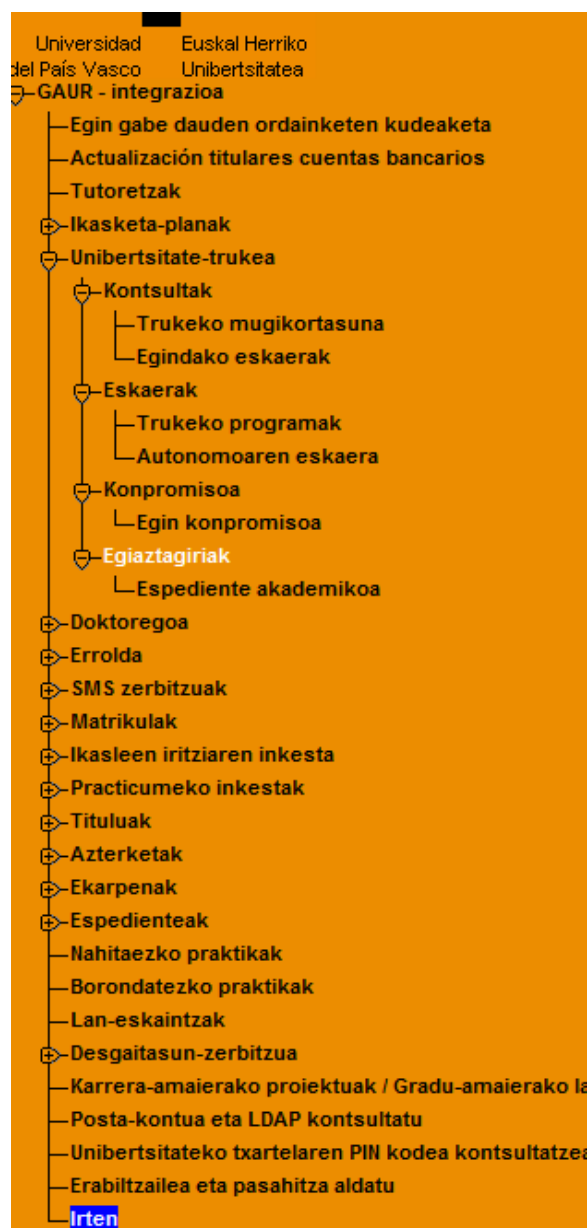 Universidad Euskal Herriko
del País Vasco Unibertsitatea
GAUR - integrazioa
Egin gabe dauden ordainketen kudeaketa
Actualización titulares cuentas bancarios
Tutoretzak
Ikasketa-planak
Unibertsitate-trukea
Kontsultak
Trukeko mugikortasuna
Egindako eskaerak
Eskaerak
Trukeko programak
Autonomoaren eskaera
Konpromisoa
Egin konpromisoa
Egiaztagiriak
Espediente akademikoa
Doktoregoa
Errolda
SMS zerbitzuak
Matrikulak
Ikasleen iritziaren inkesta
Practicumeko inkestak
Tituluak
Azterketak
Ekarpenak
Espedienteak
Nahitaezko praktikak
Borondatezko praktikak
Lan-eskaintzak
Desgaitasun-zerbitzua
Karrera-amaierako proiektuak / Gradu-amaierako la
Posta-kontua eta LDAP kontsultatu
Unibertsitateko txartelaren PIN kodea kontsultatzea
Erabiltzailea eta pasahitza aldatu
Irten